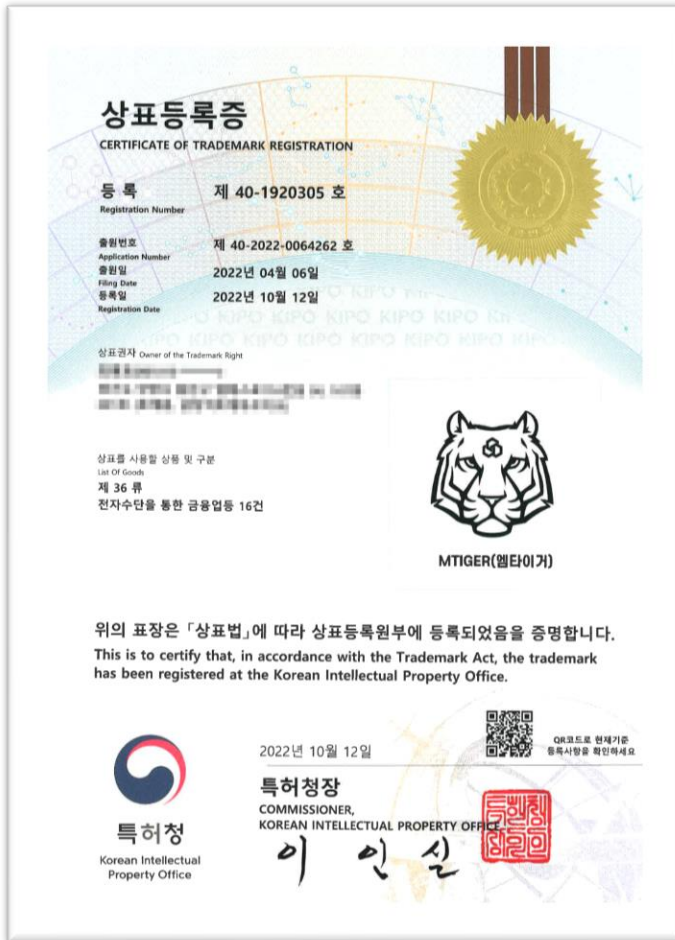 상표등록증
CERTIFICATE OF TRADEMARK REGISTRATION
등 록 제 40-1920305 호
Registration Number
출원번호 제 40-2022-0064262 호
Application Number
출원일 2022년 04월 06일
Filing Date
등록일 2022년 10월 12일
Registration Date
KIPO KIPO KIPO KIPO KIPO KIPO
상표권자 Owner of the Trademark Right
상표를 사용할 상품 및 구분
List Of Goods
제 36 류
전자수단을 통한 금융업등 16건
MTIGER(엠타이거)
위의 표장은 「상표법」에 따라 상표등록원부에 등록되었음을 증명합니다.
This is to certify that, in accordance with the Trademark Act, the trademark
has been registered at the Korean Intellectual Property Office.
2022년 10월 12일
QR코드로 현재기준
등록사항을 확인하세요
특허청장
COMMISSIONER,
KOREAN INTELLECTUAL PROPERTY OFFICE
이 인 실
특허청
Korean Intellectual
Property Office